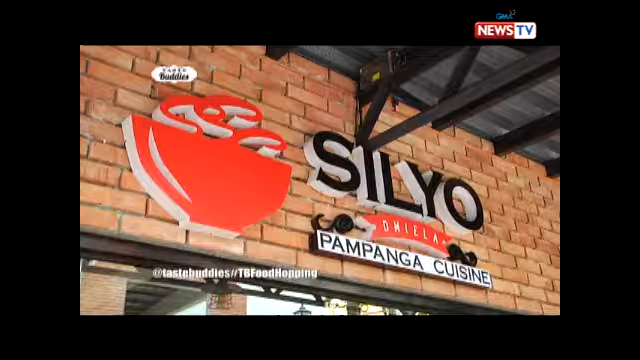 GMA
NEWS TV
TASTE
Buddies
SILYO
DMIELA
PAMPANGA CUISINE
@tastebuddies//#TBFoodHopping